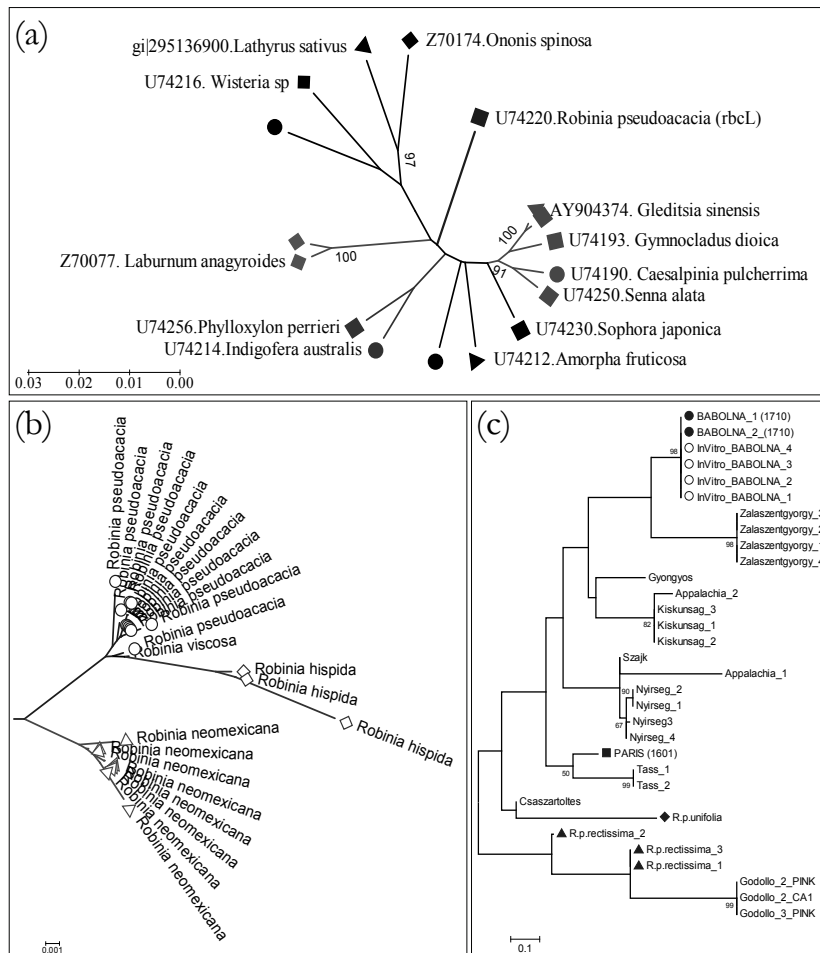 (a)
gi|295136900.Lathyrus sativus
Z70174.Ononis spinosa
U74216. Wisteria sp
U74220.Robinia pseudoacacia (rbcL)
97
AY904374. Gleditsia sinensis
100
U74193. Gymnocladus dioica
Z70077. Laburnum anagyroides
100
91
U74190. Caesalpinia pulcherrima
U74250.Senna alata
U74256.Phylloxylon perrieri
U74230.Sophora japonica
U74214.Indigofera australis
U74212.Amorpha fruticosa
0.03 0.02 0.01 0.00
(b)
Robinia pseudoacacia
Robinia pseudoacacia
Robinia pseudoacacia
Robinia pseudoacacia
pseudoacacia
pseudoacacia
pseudoacacia
pseudoacacia
pseudoacacia
Robinia pseudoacacia
Robinia pseudoacacia
Robinia viscosa
Robinia hispida
Robinia hispida
Robinia hispida
Robinia neomexicana
Robinia neomexicana
Robinia neomexicana
Robinia neomexicana
Robinia neomexicana
Robinia neomexicana
Robinia neomexicana
Robinia neomexicana
0.001
(c)
BABOLNA_1 (1710)
BABOLNA_2_(1710)
InVitro_BABOLNA_4
98
InVitro_BABOLNA_3
InVitro_BABOLNA_2
InVitro_BABOLNA_1
Zalaszentgyorgy_3
Zalaszentgyorgy_2
98
Zalaszentgyorgy_1
Zalaszentgyorgy_4
Gyongyos
Appalachia_2
Kiskunsag_3
82
Kiskunsag_1
Kiskunsag_2
Szajk
Appalachia_1
90
Nyirseg_2
Nyirseg_1
67
Nyirseg3
Nyirseg_4
PARIS (1601)
50
Tass_1
99
Tass_2
Csaszartoltes
R.p.unifolia
R.p.rectissima_2
R.p.rectissima_3
R.p.rectissima_1
Godollo_2_PINK
99
Godollo_2_CA1
Godollo_3_PINK
0.1